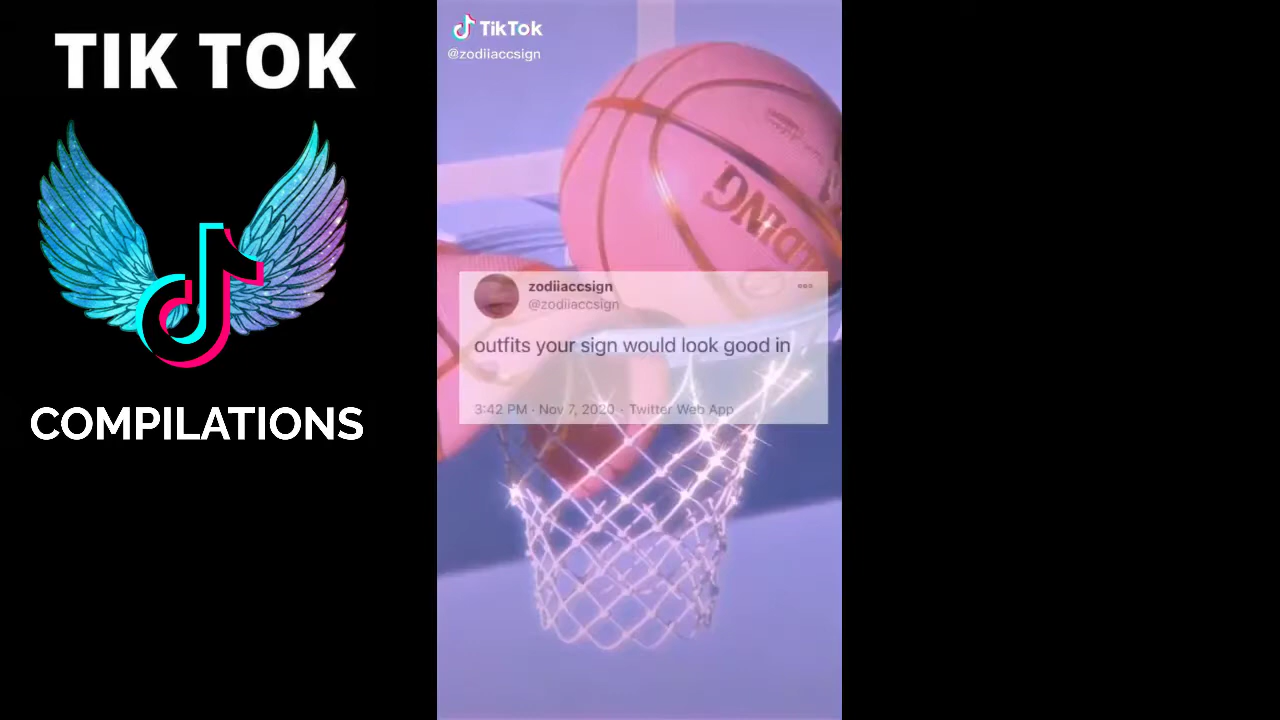 TIK TOK
COMPILATIONS
TikTok
@zodiiaccsign
SPALDING
zodiiaccsign
@zodiiaccsign
outfits your sign would look good in
3:42 PM · Nov 7, 2020 · Twitter Web App